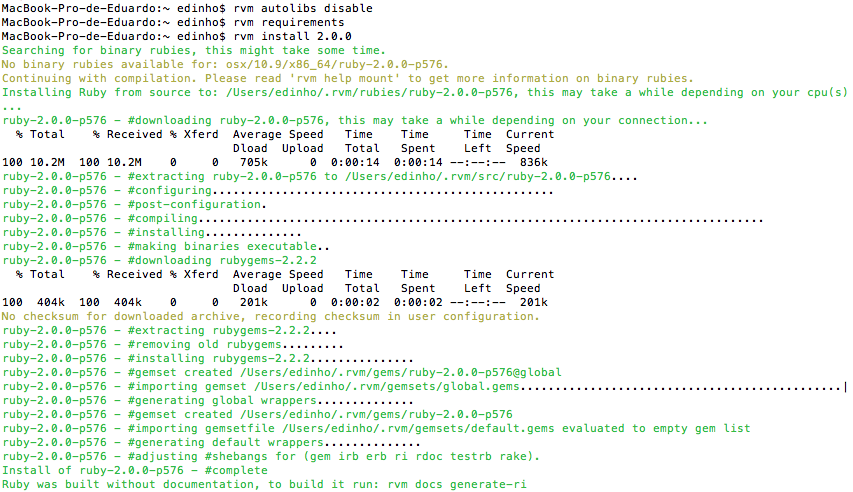 MacBook-Pro-de-Eduardo:~ edinho$ rvm autolibs disable
MacBook-Pro-de-Eduardo:~ edinho$ rvm requirements
MacBook-Pro-de-Eduardo:~ edinho$ rvm install 2.0.0
Searching for binary rubies, this might take some time.
No binary rubies available for: osx/10.9/x86_64/ruby-2.0.0-p576.
Continuing with compilation. Please read 'rvm help mount' to get more information on binary rubies.
Installing Ruby from source to: /Users/edinho/.rvm/rubies/ruby-2.0.0-p576, this may take a while depending on your cpu(s)
...
ruby-2.0.0-p576 - #downloading ruby-2.0.0-p576, this may take a while depending on your connection...
  % Total    % Received % Xferd  Average Speed   Time    Time     Time  Current
                                 Dload  Upload   Total   Spent    Left  Speed
100 10.2M  100 10.2M    0     0   705k      0  0:00:14  0:00:14 --:--:--  836k
ruby-2.0.0-p576 - #extracting ruby-2.0.0-p576 to /Users/edinho/.rvm/src/ruby-2.0.0-p576....
ruby-2.0.0-p576 - #configuring.................................................
ruby-2.0.0-p576 - #post-configuration.
ruby-2.0.0-p576 - #compiling.................................................................................
ruby-2.0.0-p576 - #installing..............
ruby-2.0.0-p576 - #making binaries executable..
ruby-2.0.0-p576 - #downloading rubygems-2.2.2
  % Total    % Received % Xferd  Average Speed   Time    Time     Time  Current
                                 Dload  Upload   Total   Spent    Left  Speed
100  404k  100  404k    0     0   201k      0  0:00:02  0:00:02 --:--:--  201k
No checksum for downloaded archive, recording checksum in user configuration.
ruby-2.0.0-p576 - #extracting rubygems-2.2.2....
ruby-2.0.0-p576 - #removing old rubygems.........
ruby-2.0.0-p576 - #installing rubygems-2.2.2...............
ruby-2.0.0-p576 - #gemset created /Users/edinho/.rvm/gems/ruby-2.0.0-p576@global
ruby-2.0.0-p576 - #importing gemset /Users/edinho/.rvm/gemsets/global.gems..............................................|
ruby-2.0.0-p576 - #generating global wrappers..............
ruby-2.0.0-p576 - #gemset created /Users/edinho/.rvm/gems/ruby-2.0.0-p576
ruby-2.0.0-p576 - #importing gemsetfile /Users/edinho/.rvm/gemsets/default.gems evaluated to empty gem list
ruby-2.0.0-p576 - #generating default wrappers..............
ruby-2.0.0-p576 - #adjusting #shebangs for (gem irb erb ri rdoc testrb rake).
Install of ruby-2.0.0-p576 - #complete
Ruby was built without documentation, to build it run: rvm docs generate-ri